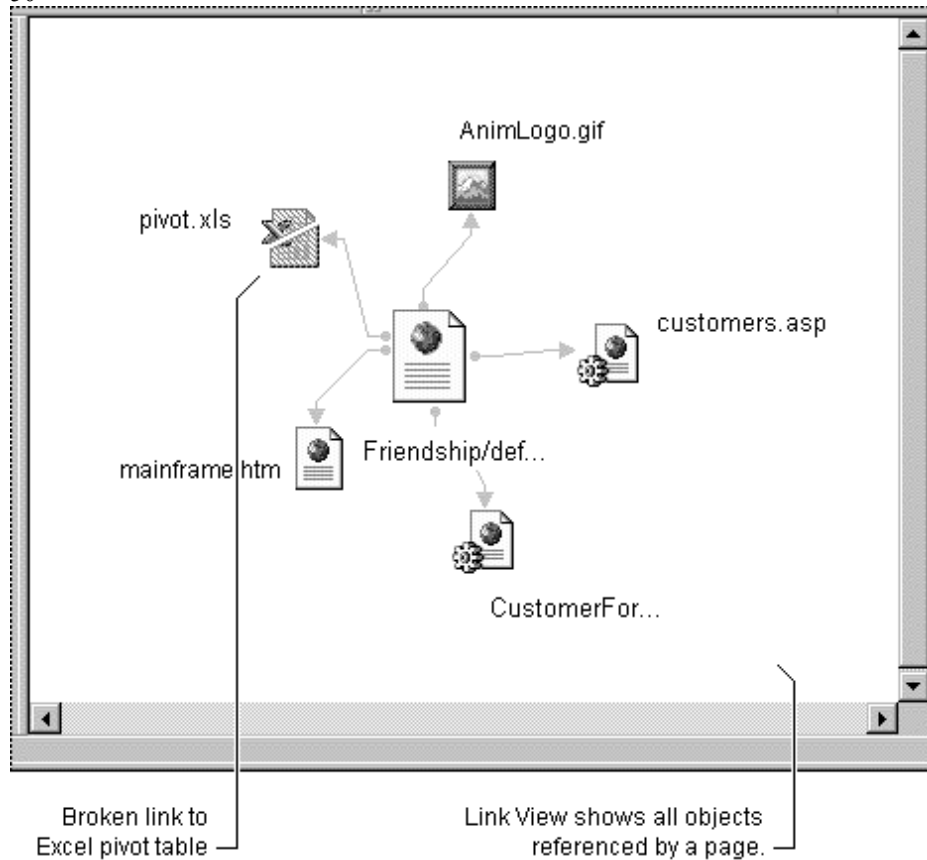 AnimLogo.gif
pivot.xls
customers.asp
Friendship/def...
mainframe.htm
CustomerFor...
Broken link to
Excel pivot table
Link View shows all objects
referenced by a page.